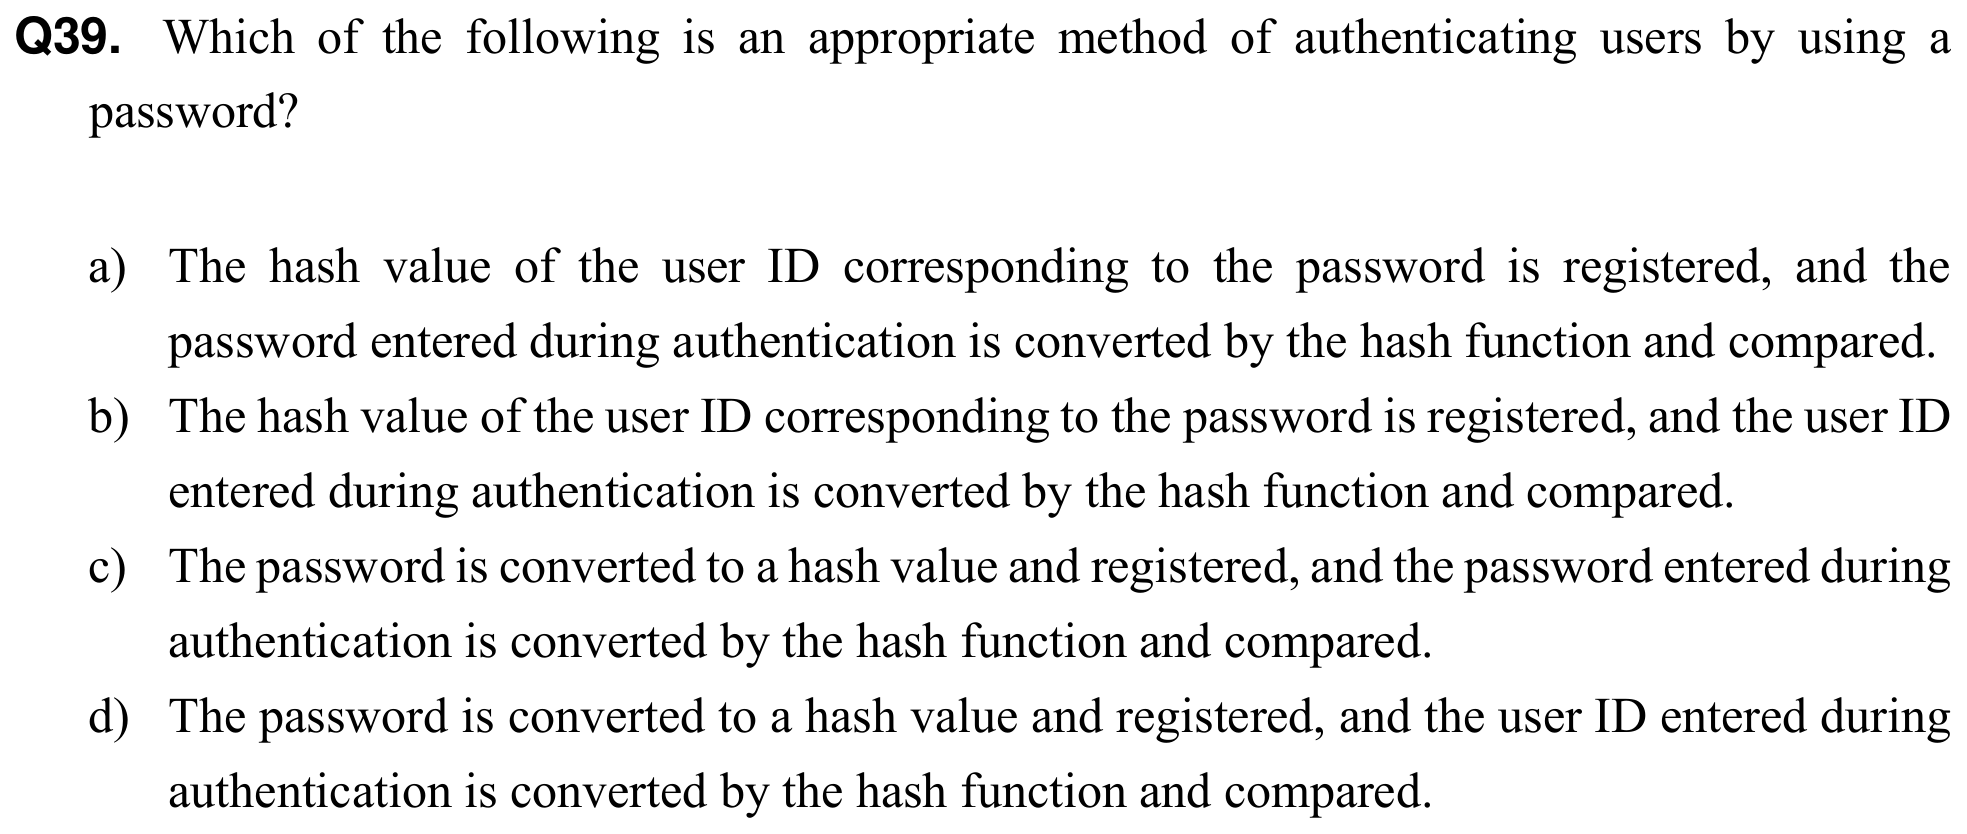 Q39. Which of the following is an appropriate method of authenticating users by using a
password?
a) The hash value of the user ID corresponding to the password is registered, and the
password entered during authentication is converted by the hash function and compared.
b) The hash value of the user ID corresponding to the password is registered, and the user ID
entered during authentication is converted by the hash function and compared.
c) The password is converted to a hash value and registered, and the password entered during
authentication is converted by the hash function and compared.
d) The password is converted to a hash value and registered, and the user ID entered during
authentication is converted by the hash function and compared.